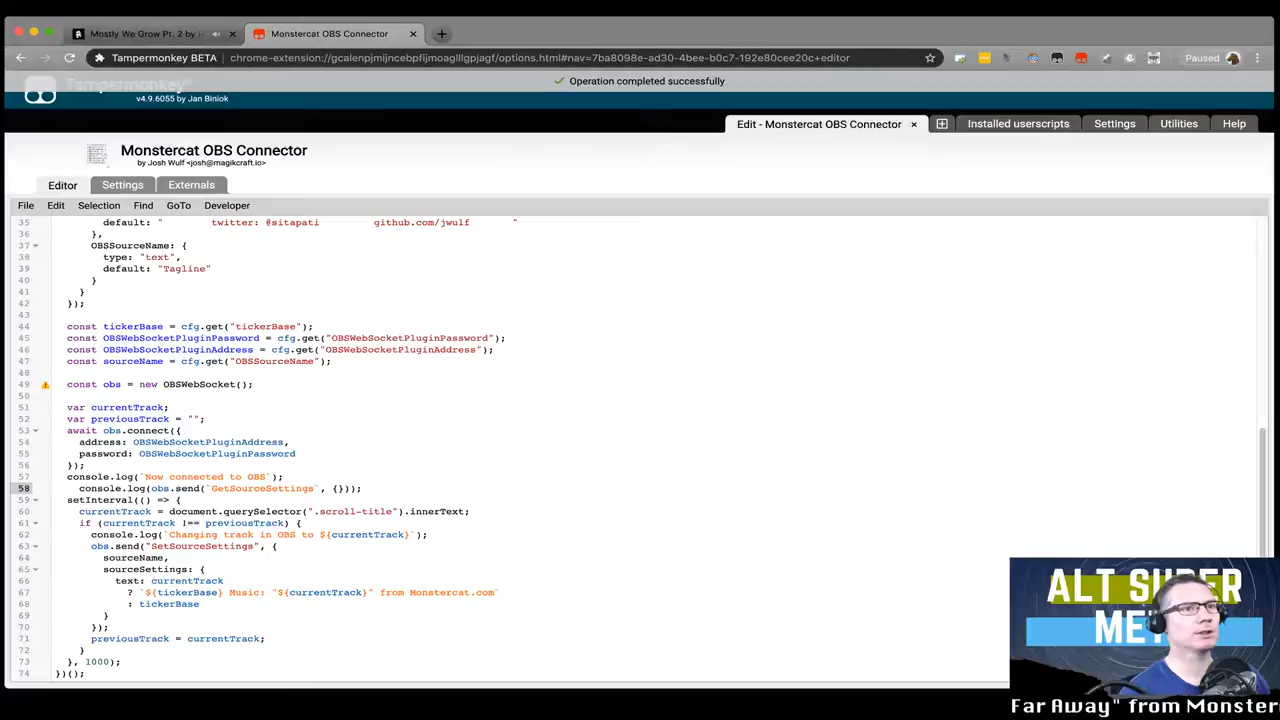 Mostly We Grow Pt. 2 by
Monstercat OBS Connector
Tampermonkey BETA
chrome-extension://gcalenpjmijncebpfijmoaglllgpjagf/options.html#nav=7ba8098e-ad30-4bee-b0c7-192e80cee20c+editor
Paused
Operation completed successfully
Tampermonkey®
v4.9.6055 by Jan Biniok
Edit - Monstercat OBS Connector ×
Installed userscripts
Settings
Utilities
Help
Monstercat OBS Connector
by Josh Wulf <josh@magikcraft.io>
Editor
Settings
Externals
File
Edit
Selection
Find
GoTo
Developer
35 default: " twitter: @sitapati github.com/jwulf "
36 },
37 OBSSourceName: {
38 type: "text",
39 default: "Tagline"
40 }
41 }
42 });
43
44 const tickerBase = cfg.get("tickerBase");
45 const OBSWebSocketPluginPassword = cfg.get("OBSWebSocketPluginPassword");
46 const OBSWebSocketPluginAddress = cfg.get("OBSWebSocketPluginAddress");
47 const sourceName = cfg.get("OBSSourceName");
48
49 const obs = new OBSWebSocket();
50
51 var currentTrack;
52 var previousTrack = "";
53 await obs.connect({
54 address: OBSWebSocketPluginAddress,
55 password: OBSWebSocketPluginPassword
56 });
57 console.log(`Now connected to OBS`);
58 console.log(obs.send(`GetSourceSettings`, {}));
59 setInterval(() => {
60 currentTrack = document.querySelector(".scroll-title").innerText;
61 if (currentTrack !== previousTrack) {
62 console.log(`Changing track in OBS to ${currentTrack}`);
63 obs.send("SetSourceSettings", {
64 sourceName,
65 sourceSettings: {
66 text: currentTrack
67 ? `${tickerBase} Music: "${currentTrack}" from Monstercat.com`
68 : tickerBase
69 }
70 });
71 previousTrack = currentTrack;
72 }
73 }, 1000);
74 })();
ALT SUPER
Far Away" from Monster